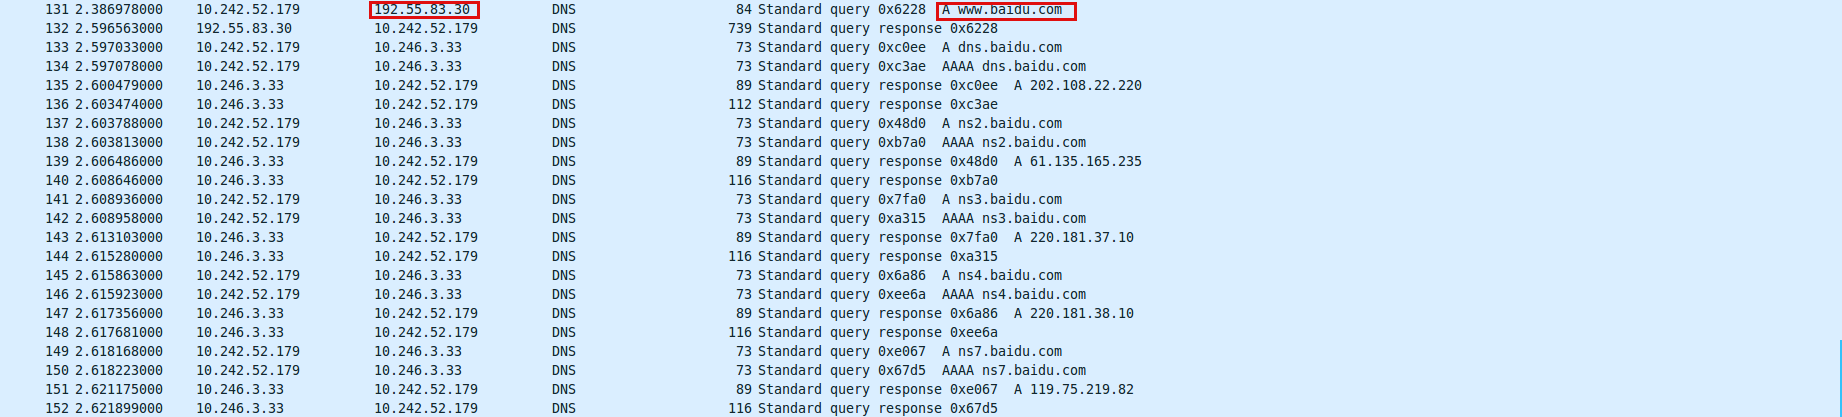 131 2.386978000 10.242.52.179 192.55.83.30 DNS 84 Standard query 0x6228 A www.baidu.com
132 2.596563000 192.55.83.30 10.242.52.179 DNS 739 Standard query response 0x6228
133 2.597033000 10.242.52.179 10.246.3.33 DNS 73 Standard query 0xc0ee A dns.baidu.com
134 2.597078000 10.242.52.179 10.246.3.33 DNS 73 Standard query 0xc3ae AAAA dns.baidu.com
135 2.600479000 10.246.3.33 10.242.52.179 DNS 89 Standard query response 0xc0ee A 202.108.22.220
136 2.603474000 10.246.3.33 10.242.52.179 DNS 112 Standard query response 0xc3ae
137 2.603788000 10.242.52.179 10.246.3.33 DNS 73 Standard query 0x48d0 A ns2.baidu.com
138 2.603813000 10.242.52.179 10.246.3.33 DNS 73 Standard query 0xb7a0 AAAA ns2.baidu.com
139 2.606486000 10.246.3.33 10.242.52.179 DNS 89 Standard query response 0x48d0 A 61.135.165.235
140 2.608646000 10.246.3.33 10.242.52.179 DNS 116 Standard query response 0xb7a0
141 2.608936000 10.242.52.179 10.246.3.33 DNS 73 Standard query 0x7fa0 A ns3.baidu.com
142 2.608958000 10.242.52.179 10.246.3.33 DNS 73 Standard query 0xa315 AAAA ns3.baidu.com
143 2.613103000 10.246.3.33 10.242.52.179 DNS 89 Standard query response 0x7fa0 A 220.181.37.10
144 2.615280000 10.246.3.33 10.242.52.179 DNS 116 Standard query response 0xa315
145 2.615863000 10.242.52.179 10.246.3.33 DNS 73 Standard query 0x6a86 A ns4.baidu.com
146 2.615923000 10.242.52.179 10.246.3.33 DNS 73 Standard query 0xee6a AAAA ns4.baidu.com
147 2.617356000 10.246.3.33 10.242.52.179 DNS 89 Standard query response 0x6a86 A 220.181.38.10
148 2.617681000 10.246.3.33 10.242.52.179 DNS 116 Standard query response 0xee6a
149 2.618168000 10.242.52.179 10.246.3.33 DNS 73 Standard query 0xe067 A ns7.baidu.com
150 2.618223000 10.242.52.179 10.246.3.33 DNS 73 Standard query 0x67d5 AAAA ns7.baidu.com
151 2.621175000 10.246.3.33 10.242.52.179 DNS 89 Standard query response 0xe067 A 119.75.219.82
152 2.621899000 10.246.3.33 10.242.52.179 DNS 116 Standard query response 0x67d5